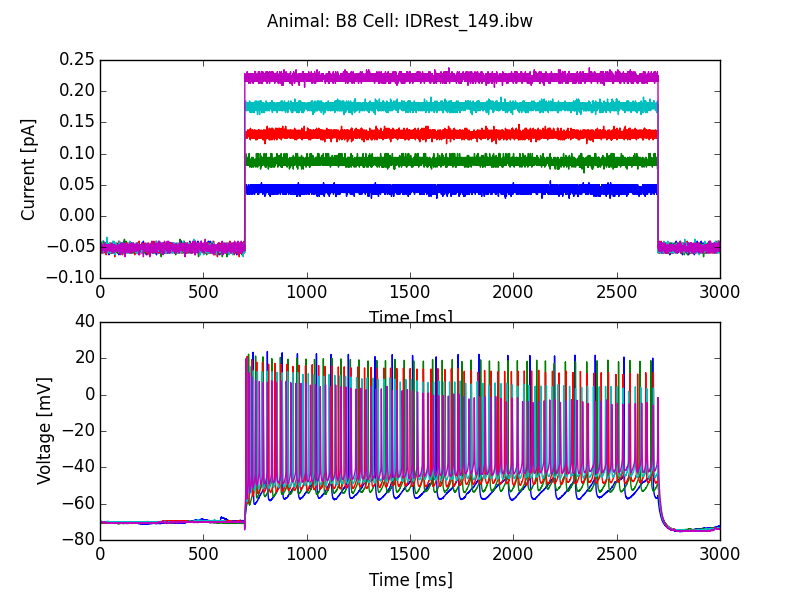 Animal: B8 Cell: IDRest_149.ibw
0.25
0.20
0.15
0.10
0.05
0.00
−0.05
−0.10
Current [pA]
0 500 1000 1500 2000 2500 3000
Time [ms]
40
20
0
−20
−40
−60
−80
Voltage [mV]
0 500 1000 1500 2000 2500 3000
Time [ms]